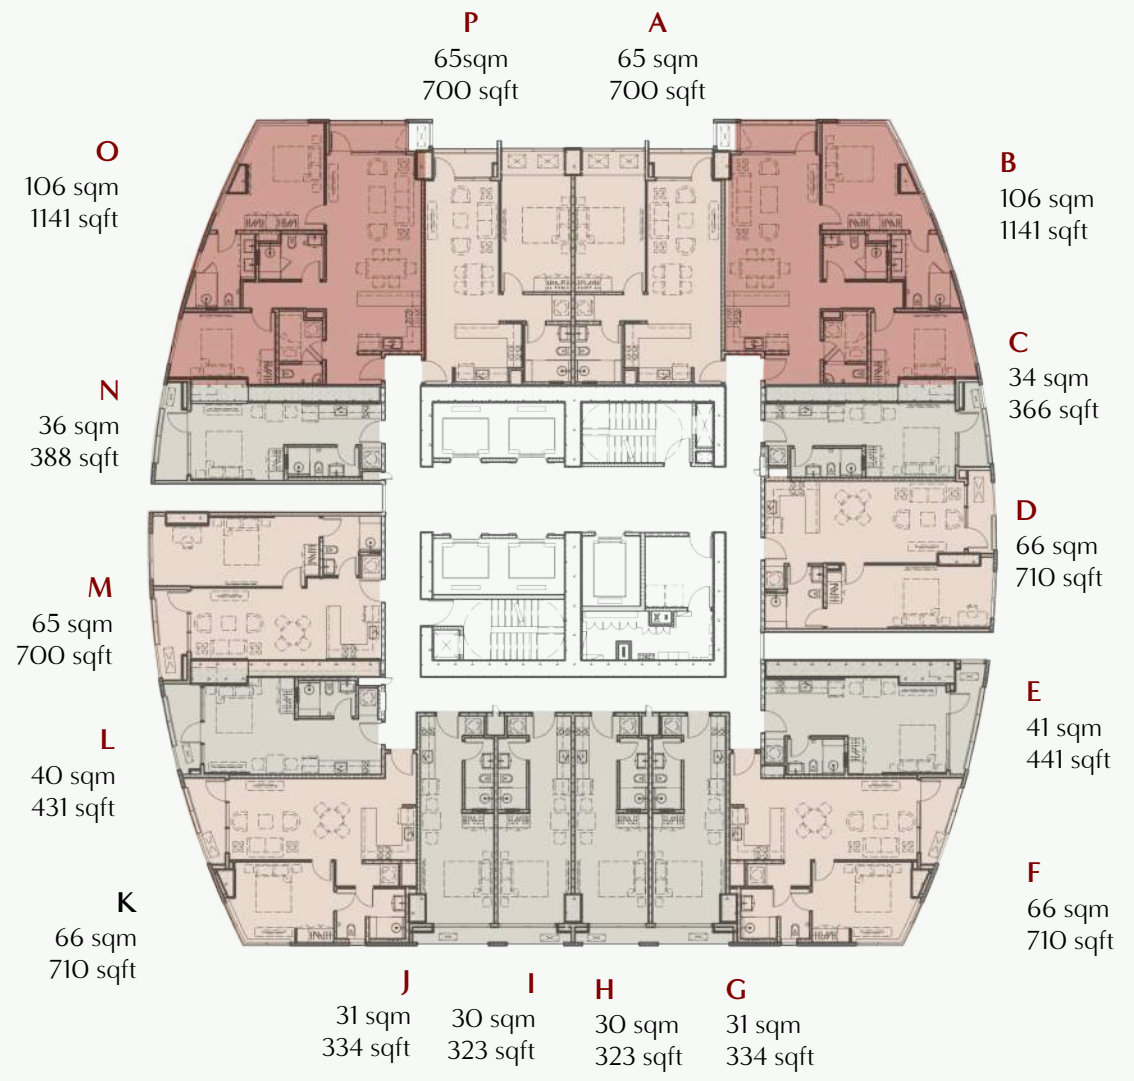 P
65sqm
700 sqft
A
65 sqm
700 sqft
O
106 sqm
1141 sqft
B
106 sqm
1141 sqft
C
34 sqm
366 sqft
N
36 sqm
388 sqft
D
66 sqm
710 sqft
M
65 sqm
700 sqft
E
41 sqm
441 sqft
L
40 sqm
431 sqft
F
66 sqm
710 sqft
K
66 sqm
710 sqft
J
31 sqm
334 sqft
I
30 sqm
323 sqft
H
30 sqm
323 sqft
G
31 sqm
334 sqft